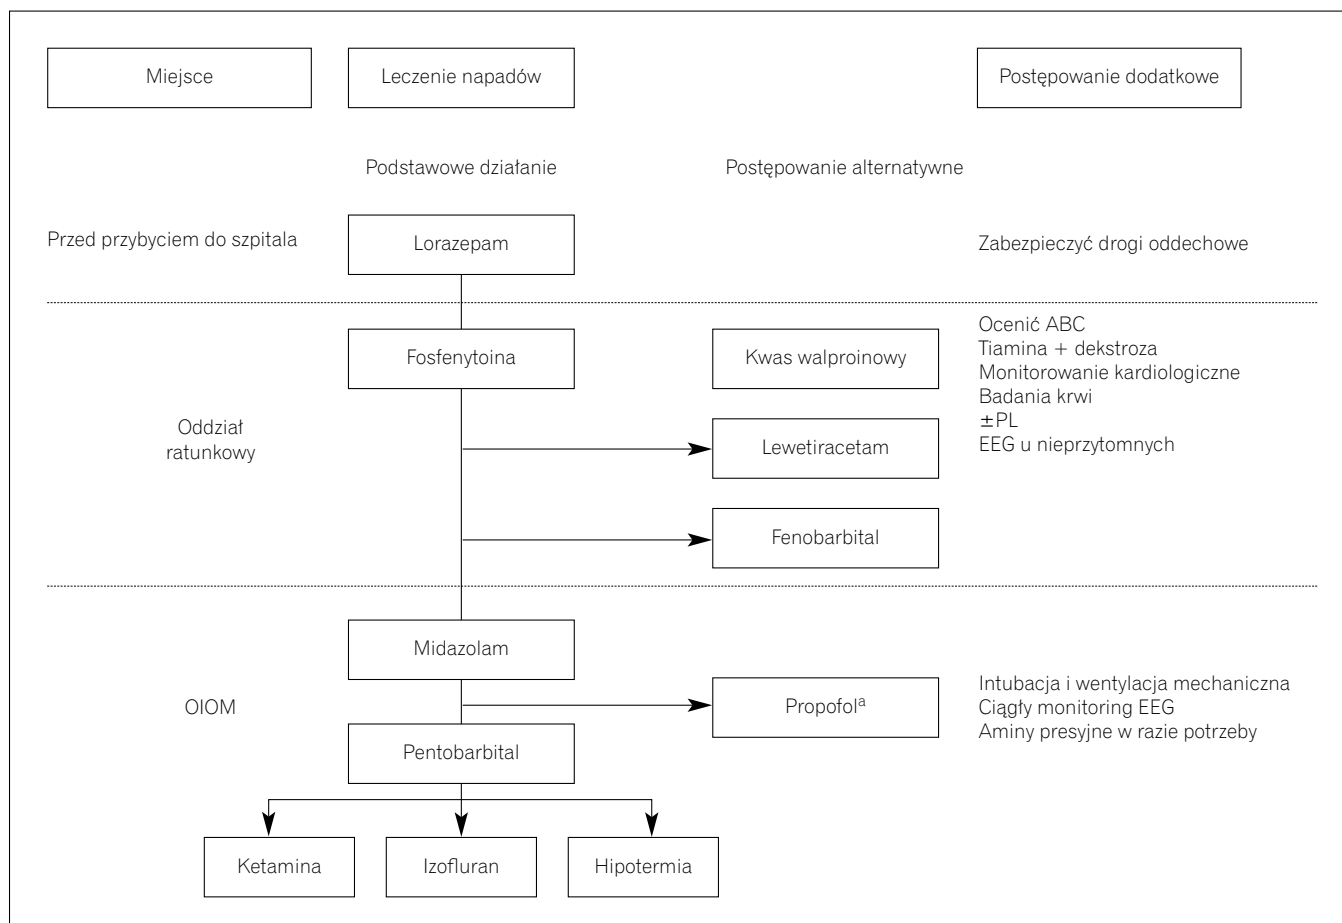 Miejsce
Leczenie napadów
Postępowanie dodatkowe
Podstawowe działanie
Postępowanie alternatywne
Przed przybyciem do szpitala
Lorazepam
Zabezpieczyć drogi oddechowe
Oddział
ratunkowy
Fosfenytoina
Kwas walproinowy
Lewetiracetam
Fenobarbital
Ocenić ABC
Tiamina + dekstroza
Monitorowanie kardiologiczne
Badania krwi
±PL
EEG u nieprzytomnych
OIOM
Midazolam
Propofolᵃ
Pentobarbital
Intubacja i wentylacja mechaniczna
Ciągły monitoring EEG
Aminy presyjne w razie potrzeby
Ketamina
Izofluran
Hipotermia